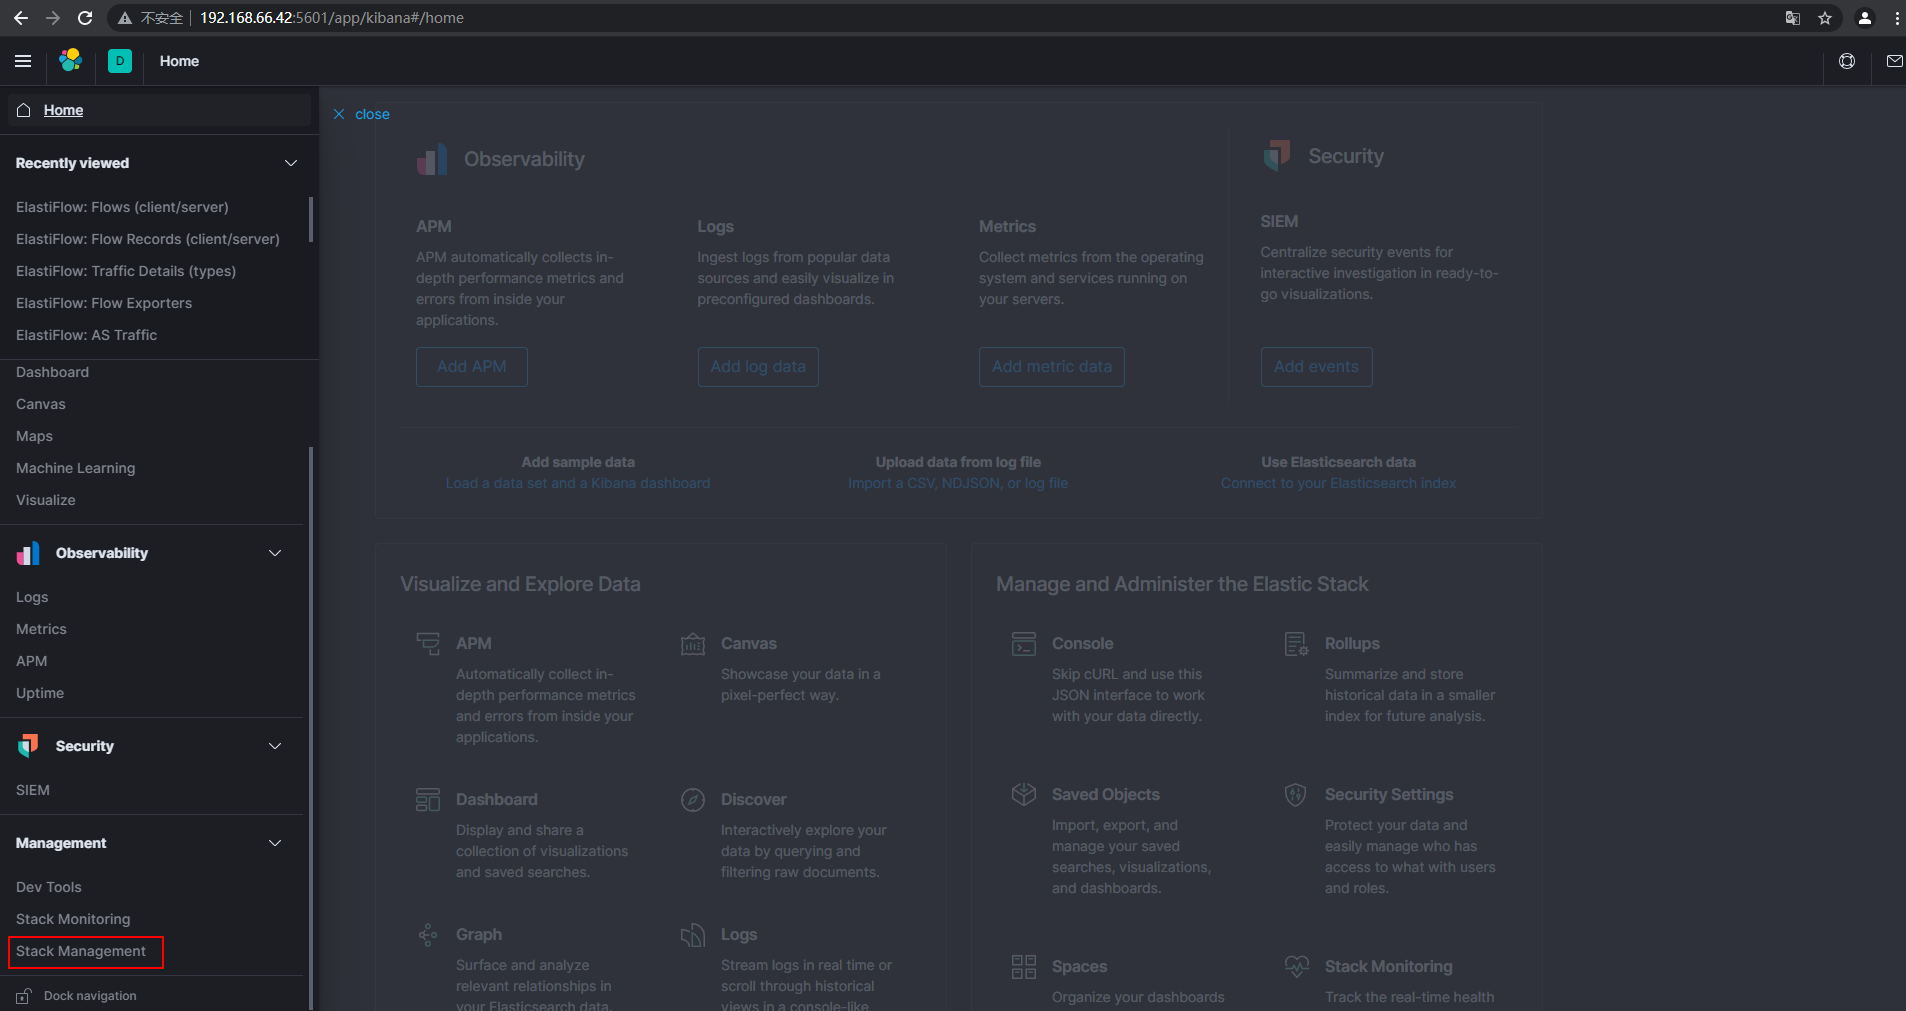 不安全 192.168.66.42:5601/app/kibana#/home
D Home
Home
Recently viewed
ElastiFlow: Flows (client/server)
ElastiFlow: Flow Records (client/server)
ElastiFlow: Traffic Details (types)
ElastiFlow: Flow Exporters
ElastiFlow: AS Traffic
Dashboard
Canvas
Maps
Machine Learning
Visualize
Observability
Logs
Metrics
APM
Uptime
Security
SIEM
Management
Dev Tools
Stack Monitoring
Stack Management
Dock navigation
close
Observability
APM
APM automatically collects in-
depth performance metrics and
errors from inside your
applications.
Add APM
Logs
Ingest logs from popular data
sources and easily visualize in
preconfigured dashboards.
Add log data
Metrics
Collect metrics from the operating
system and services running on
your servers.
Add metric data
Security
SIEM
Centralize security events for
interactive investigation in ready-to-
go visualizations.
Add events
Add sample data
Load a data set and a Kibana dashboard
Upload data from log file
Import a CSV, NDJSON, or log file
Use Elasticsearch data
Connect to your Elasticsearch index
Visualize and Explore Data
APM
Automatically collect in-
depth performance metrics
and errors from inside your
applications.
Canvas
Showcase your data in a
pixel-perfect way.
Dashboard
Display and share a
collection of visualizations
and saved searches.
Discover
Interactively explore your
data by querying and
filtering raw documents.
Graph
Surface and analyze
relevant relationships in
your Elasticsearch data.
Logs
Stream logs in real time or
scroll through historical
views in a console-like
Manage and Administer the Elastic Stack
Console
Skip cURL and use this
JSON interface to work
with your data directly.
Rollups
Summarize and store
historical data in a smaller
index for future analysis.
Saved Objects
Import, export, and
manage your saved
searches, visualizations,
and dashboards.
Security Settings
Protect your data and
easily manage who has
access to what with users
and roles.
Spaces
Organize your dashboards
Stack Monitoring
Track the real-time health